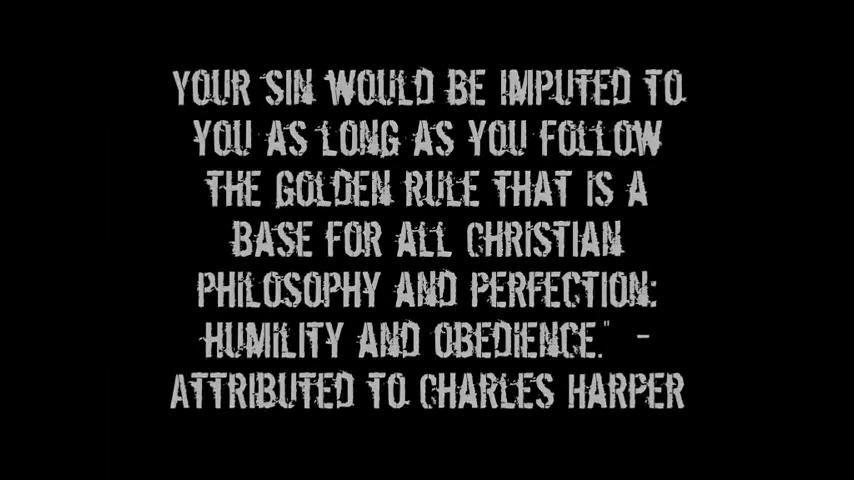 YOUR SIN WOULD BE IMPUTED TO
YOU AS LONG AS YOU FOLLOW
THE GOLDEN RULE THAT IS A
BASE FOR ALL CHRISTIAN
PHILOSOPHY AND PERFECTION:
HUMILITY AND OBEDIENCE." -
ATTRIBUTED TO CHARLES HARPER